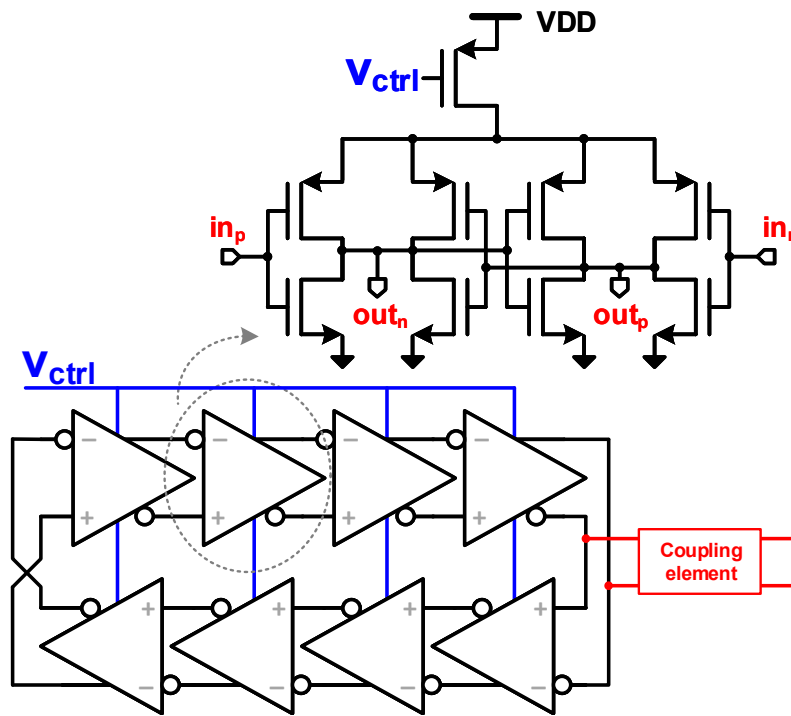 VDD
Vctrl
inp
outn
outp
Vctrl
− − − −
+ + + +
Coupling
element
+ + + +
− − − −